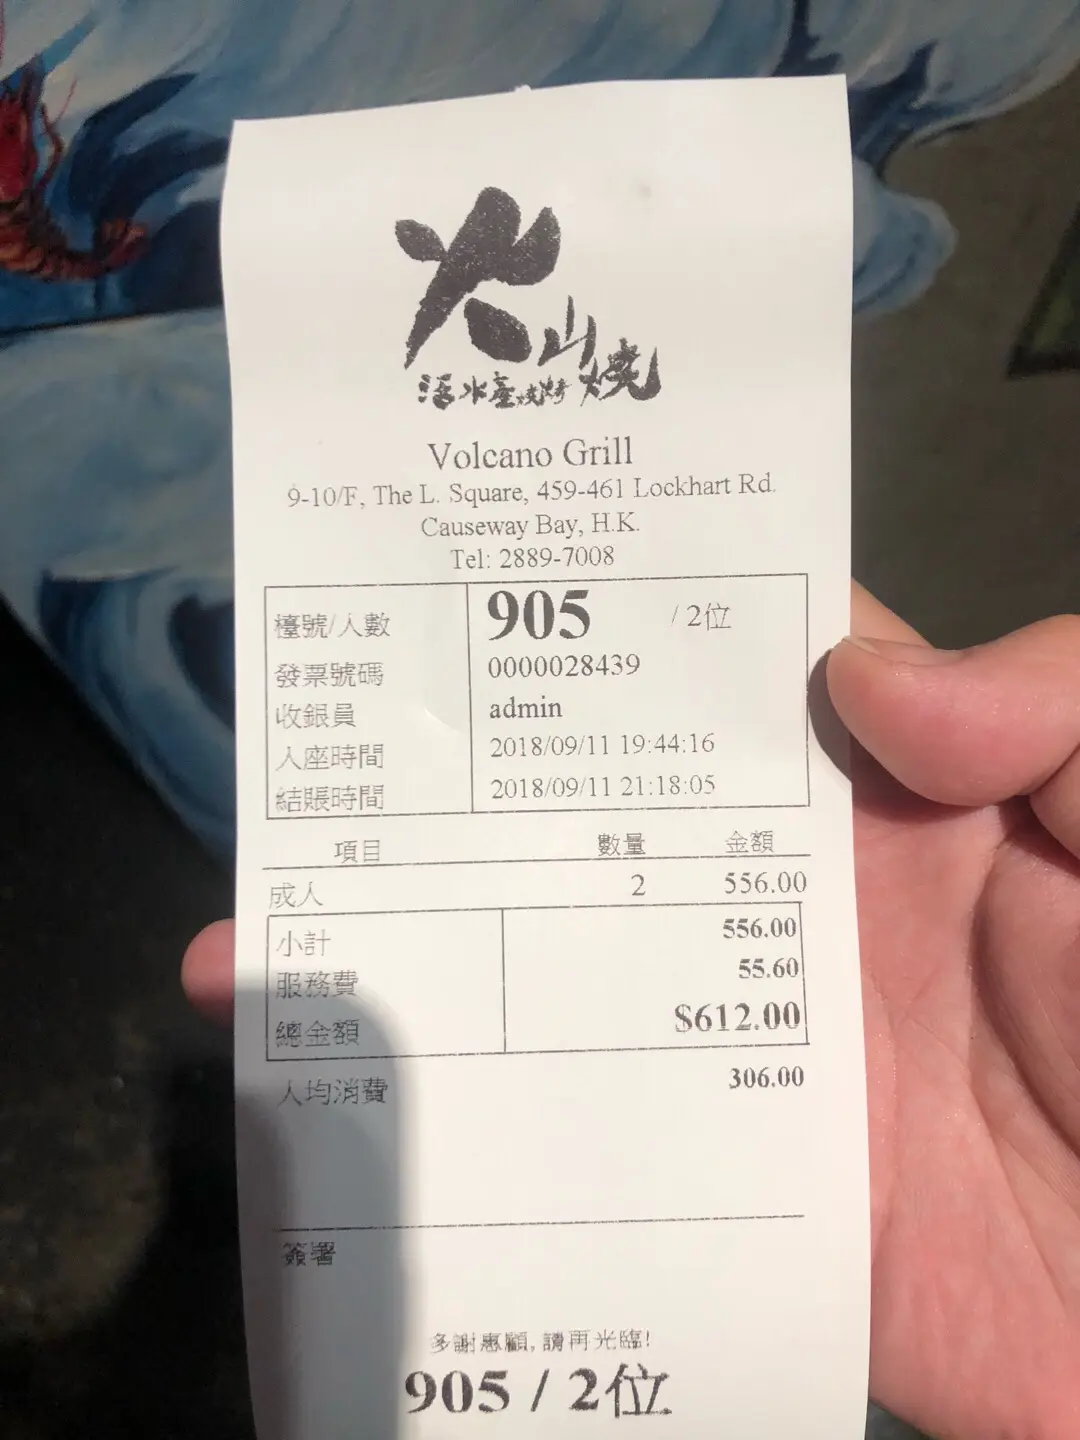 火山燒
活水產燒烤
Volcano Grill
9-10/F, The L. Square, 459-461 Lockhart Rd.
Causeway Bay, H.K.
Tel: 2889-7008
檯號/人數 905 / 2位
發票號碼 0000028439
收銀員 admin
入座時間 2018/09/11 19:44:16
結賬時間 2018/09/11 21:18:05
項目 數量 金額
成人 2 556.00
小計 556.00
服務費 55.60
總金額 $612.00
人均消費 306.00
簽署
多謝惠顧, 請再光臨!
905 / 2位